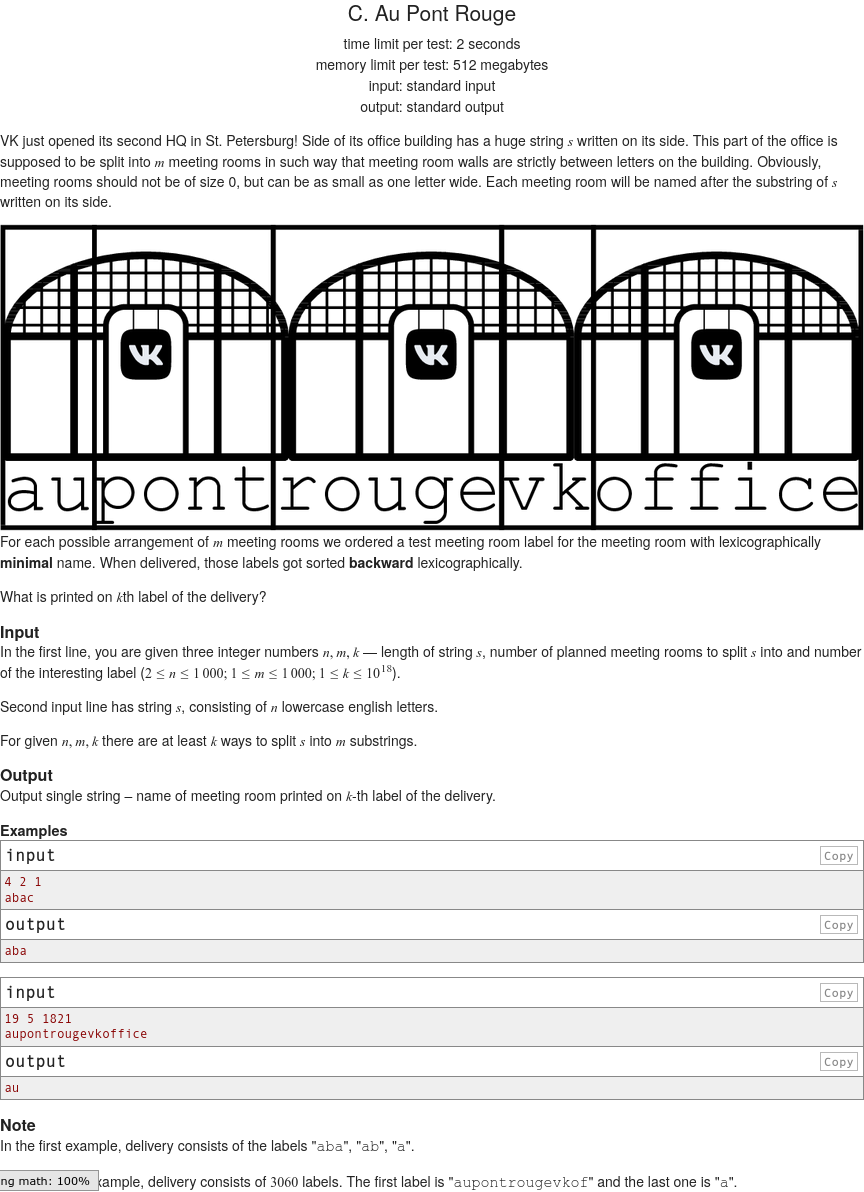 C. Au Pont Rouge
time limit per test: 2 seconds
memory limit per test: 512 megabytes
input: standard input
output: standard output
VK just opened its second HQ in St. Petersburg! Side of its office building has a huge string s written on its side. This part of the office is
supposed to be split into m meeting rooms in such way that meeting room walls are strictly between letters on the building. Obviously,
meeting rooms should not be of size 0, but can be as small as one letter wide. Each meeting room will be named after the substring of s
written on its side.
VK VK VK
aupontrougevkoffice
For each possible arrangement of m meeting rooms we ordered a test meeting room label for the meeting room with lexicographically
minimal name. When delivered, those labels got sorted backward lexicographically.
What is printed on kth label of the delivery?
Input
In the first line, you are given three integer numbers n, m, k — length of string s, number of planned meeting rooms to split s into and number
of the interesting label (2 ≤ n ≤ 1 000; 1 ≤ m ≤ 1 000; 1 ≤ k ≤ 10^18).
Second input line has string s, consisting of n lowercase english letters.
For given n, m, k there are at least k ways to split s into m substrings.
Output
Output single string – name of meeting room printed on k-th label of the delivery.
Examples
input Copy
4 2 1
abac
output Copy
aba
input Copy
19 5 1821
aupontrougevkoffice
output Copy
au
Note
In the first example, delivery consists of the labels "aba", "ab", "a".
ng math: 100% xample, delivery consists of 3060 labels. The first label is "aupontrougevkof" and the last one is "a".